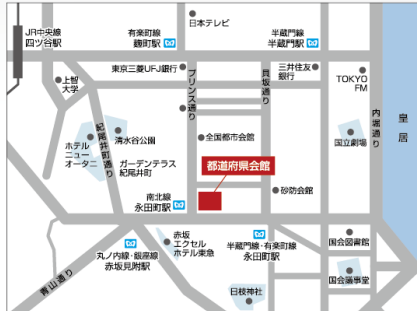 日本テレビ
JR中央線
四ツ谷駅
有楽町線
麹町駅
半蔵門線
半蔵門駅
上智
大学
東京三菱UFJ銀行
プリンス通り
貝坂通り
三井住友
銀行
TOKYO
FM
内堀通り
皇居
紀尾井町通り
清水谷公園
ホテル
ニュー
オータニ
ガーデンテラス
紀尾井町
全国都市会館
国立劇場
都道府県会館
南北線
永田町駅
砂防会館
丸ノ内線・銀座線
赤坂見附駅
赤坂
エクセル
ホテル東急
半蔵門線・有楽町線
永田町駅
国会図書館
国会議事堂
青山通り
日枝神社